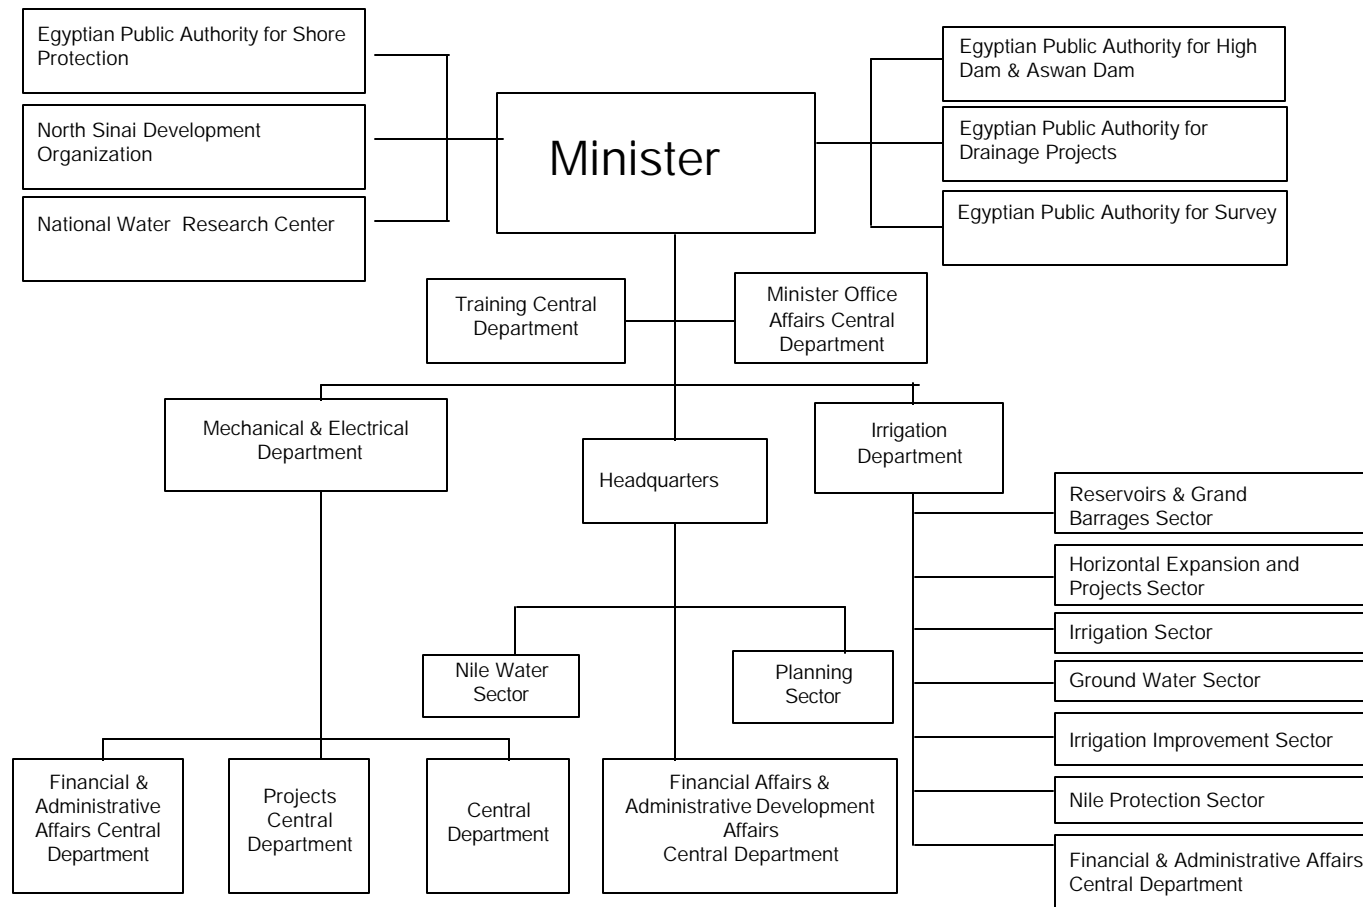 Egyptian Public Authority for Shore
Protection
North Sinai Development
Organization
National Water Research Center
Minister
Egyptian Public Authority for High
Dam & Aswan Dam
Egyptian Public Authority for
Drainage Projects
Egyptian Public Authority for Survey
Training Central
Department
Minister Office
Affairs Central
Department
Mechanical & Electrical
Department
Headquarters
Irrigation
Department
Reservoirs & Grand
Barrages Sector
Horizontal Expansion and
Projects Sector
Irrigation Sector
Ground Water Sector
Irrigation Improvement Sector
Nile Protection Sector
Financial & Administrative Affairs
Central Department
Nile Water
Sector
Planning
Sector
Financial &
Administrative
Affairs Central
Department
Projects
Central
Department
Central
Department
Financial Affairs &
Administrative Development
Affairs
Central Department